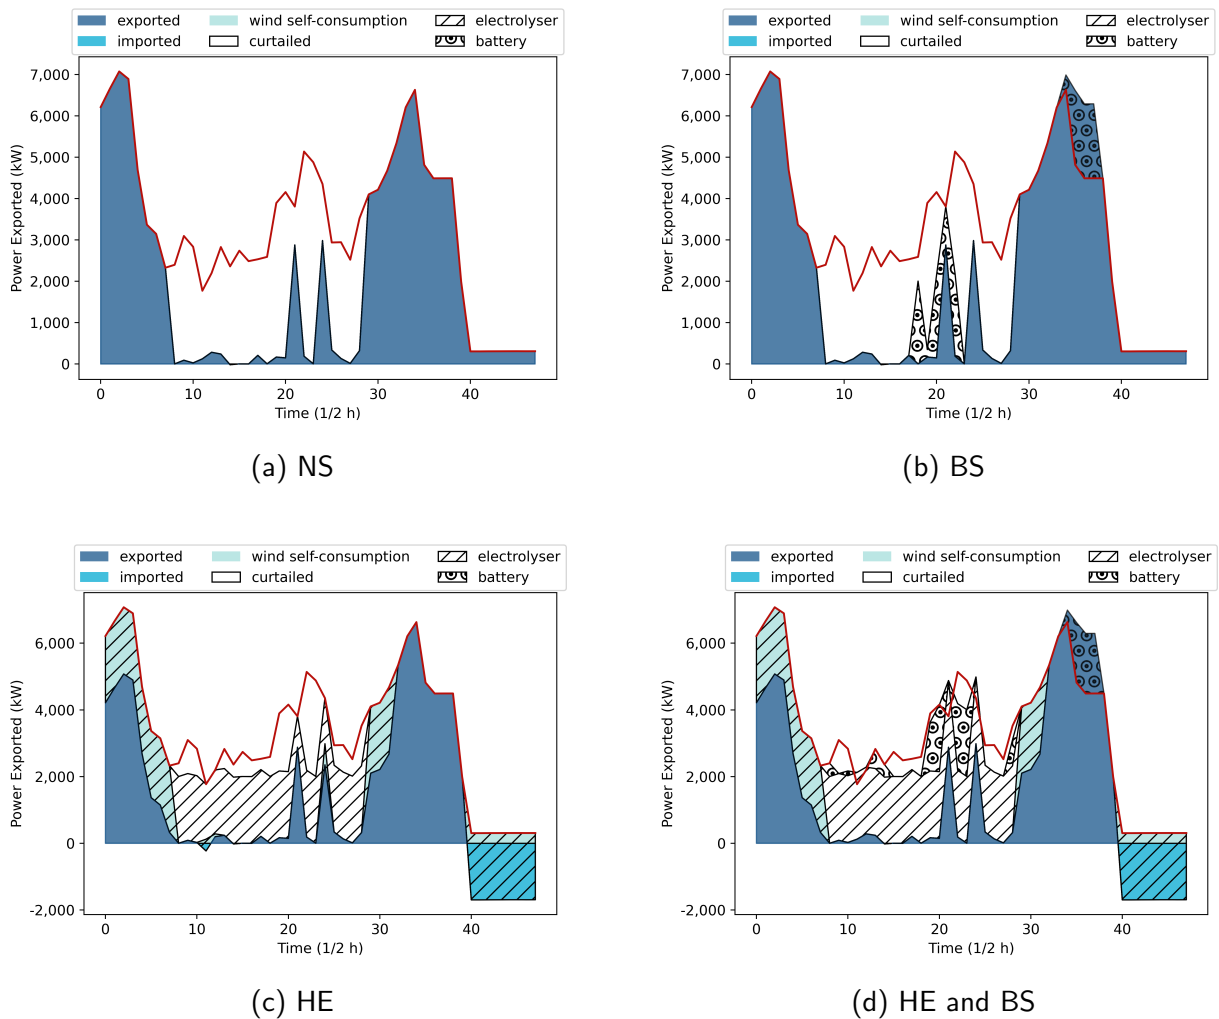 exported wind self-consumption electrolyser
imported curtailed battery
7,000
6,000
5,000
4,000
3,000
2,000
1,000
0
Power Exported (kW)
0 10 20 30 40
Time (1/2 h)
(a) NS
exported wind self-consumption electrolyser
imported curtailed battery
7,000
6,000
5,000
4,000
3,000
2,000
1,000
0
Power Exported (kW)
0 10 20 30 40
Time (1/2 h)
(b) BS
exported wind self-consumption electrolyser
imported curtailed battery
6,000
4,000
2,000
0
-2,000
Power Exported (kW)
0 10 20 30 40
Time (1/2 h)
(c) HE
exported wind self-consumption electrolyser
imported curtailed battery
6,000
4,000
2,000
0
-2,000
Power Exported (kW)
0 10 20 30 40
Time (1/2 h)
(d) HE and BS